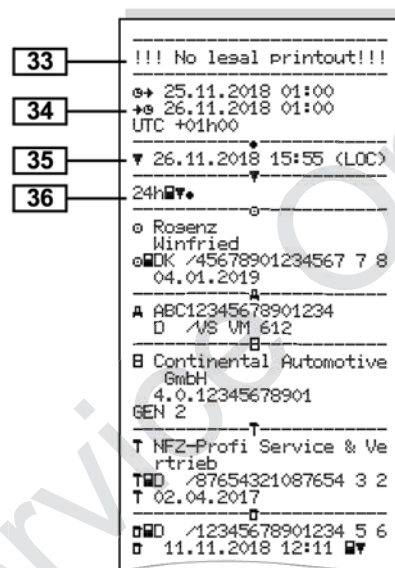 !!! No legal printout!!!
33
25.11.2018 01:00
34
26.11.2018 01:00
UTC +01h00
35
▼ 26.11.2018 15:55 (LOC)
36
24h
Rosenz
Winfried
DK /45678901234567 7 8
04.01.2019
A
A ABC12345678901234
D /VS VM 612
B
B Continental Automotive
GmbH
4.0.12345678901
GEN 2
T
T NFZ-Profi Service & Ve
rtrieb
T D /87654321087654 3 2
T 02.04.2017
D /12345678901234 5 6
11.11.2018 12:11